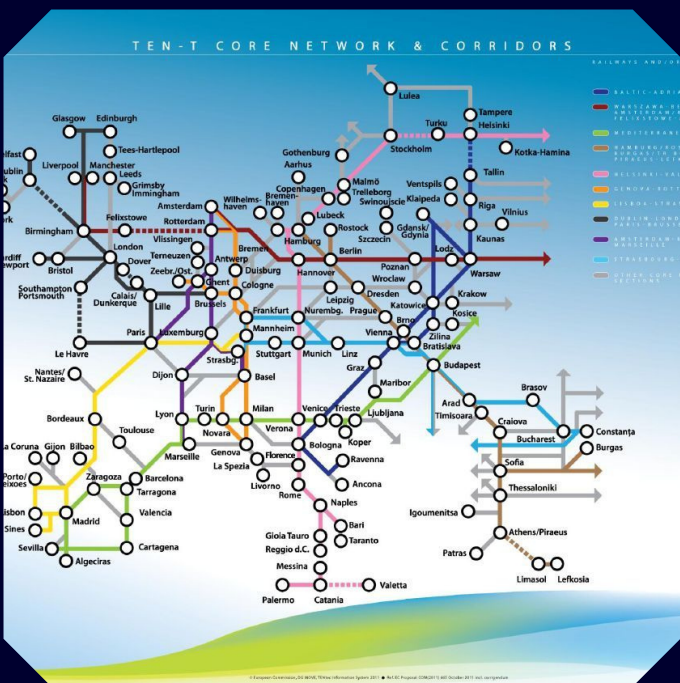 TEN-T CORE NETWORK & CORRIDORS
Lulea
Tampere
Helsinki
Turku
Stockholm
Kotka-Hamina
Glasgow
Edinburgh
Tees-Hartlepool
Liverpool
Manchester
Leeds
Grimsby
Immingham
Gothenburg
Aarhus
Copenhagen
Malmö
Trelleborg
Swinoujscie
Ventspils
Klaipeda
Tallin
Riga
Vilnius
Kaunas
Amsterdam
Wilhelms-
haven
Bremen-
haven
Lubeck
Rostock
Szczecin
Gdansk/
Gdynia
Felixstowe
Rotterdam
Birmingham
Hamburg
Berlin
Lodz
Vlissingen
Bremen
London
Terneuzen
Antwerp
Bristol
Dover
Zeebr./Ost.
Ghent
Duisburg
Hannover
Poznan
Warsaw
Southampton
Portsmouth
Calais/
Dunkerque
Lille
Brussels
Cologne
Leipzig
Dresden
Wroclaw
Katowice
Krakow
Frankfurt
Nurembg.
Prague
Brno
Kosice
Paris
Luxemburg
Mannheim
Vienna
Zilina
Le Havre
Strasbg.
Stuttgart
Munich
Linz
Bratislava
Nantes/
St. Nazaire
Dijon
Basel
Graz
Budapest
Maribor
Arad
Brasov
Timisoara
Bordeaux
Lyon
Turin
Milan
Venice
Trieste
Ljubljana
Craiova
Toulouse
Novara
Verona
Koper
Bucharest
Constanţa
Marseille
Genova
Bologna
Burgas
La Spezia
Florence
Ravenna
Sofia
Gijon
Bilbao
Zaragoza
Barcelona
Livorno
Ancona
Tarragona
Rome
Thessaloniki
Madrid
Valencia
Naples
Igoumenitsa
Sines
Bari
Sevilla
Cartagena
Gioia Tauro
Taranto
Athens/Piraeus
Algeciras
Reggio d.C.
Patras
Messina
Limasol
Lefkosia
Palermo
Catania
Valetta